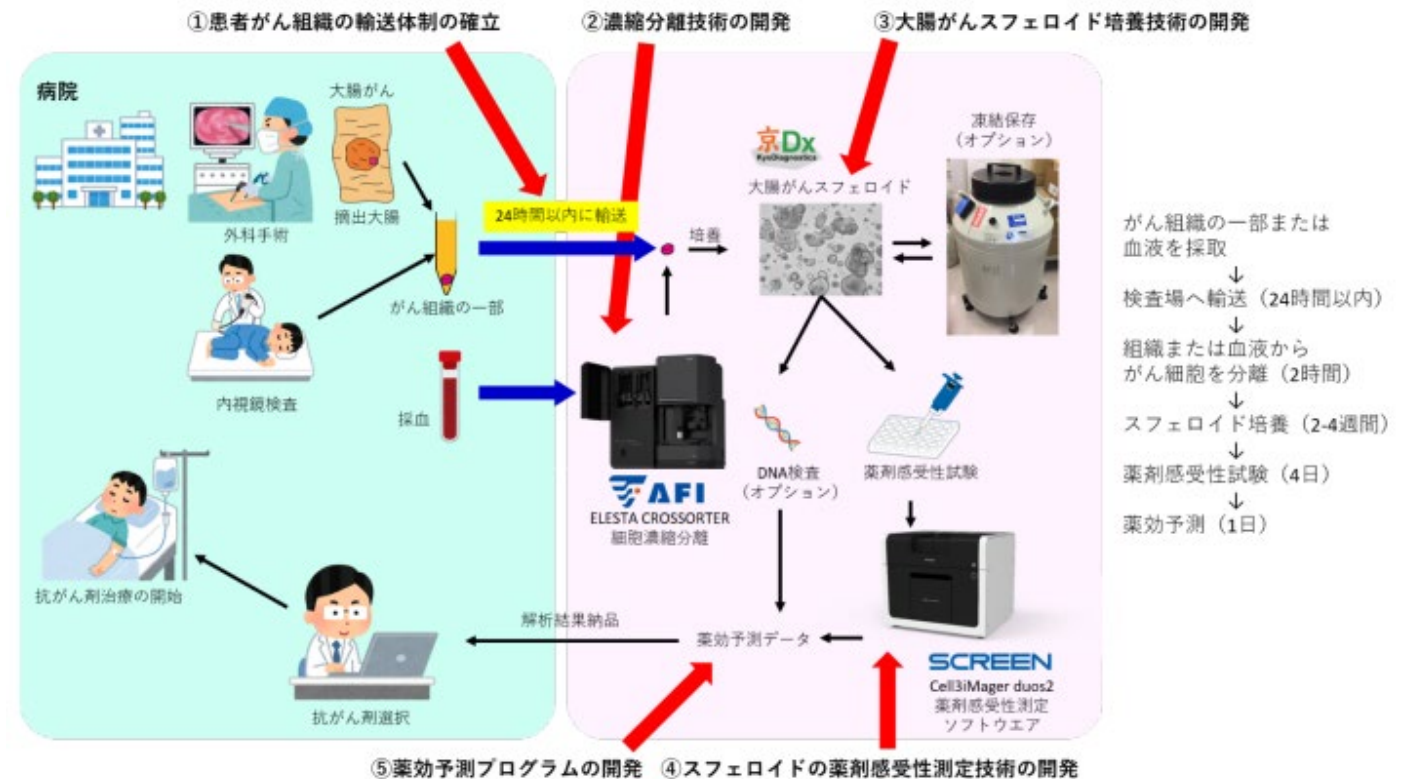 ①患者がん組織の輸送体制の確立
②濃縮分離技術の開発
③大腸がんスフェロイド培養技術の開発
病院
大腸がん
摘出大腸
外科手術
24時間以内に輸送
がん組織の一部
内視鏡検査
採血
抗がん剤治療の開始
抗がん剤選択
解析結果納品
京Dx
KyoDiagnostics
大腸がんスフェロイド
培養
凍結保存
(オプション)
AFI
ELESTA CROSSORTER
細胞濃縮分離
DNA検査
(オプション)
薬剤感受性試験
薬効予測データ
SCREEN
Cell3iMager duos2
薬剤感受性測定
ソフトウエア
がん組織の一部または
血液を採取
↓
検査場へ輸送（24時間以内）
↓
組織または血液から
がん細胞を分離（2時間）
↓
スフェロイド培養（2-4週間）
↓
薬剤感受性試験（4日）
↓
薬効予測（1日）
⑤薬効予測プログラムの開発
④スフェロイドの薬剤感受性測定技術の開発